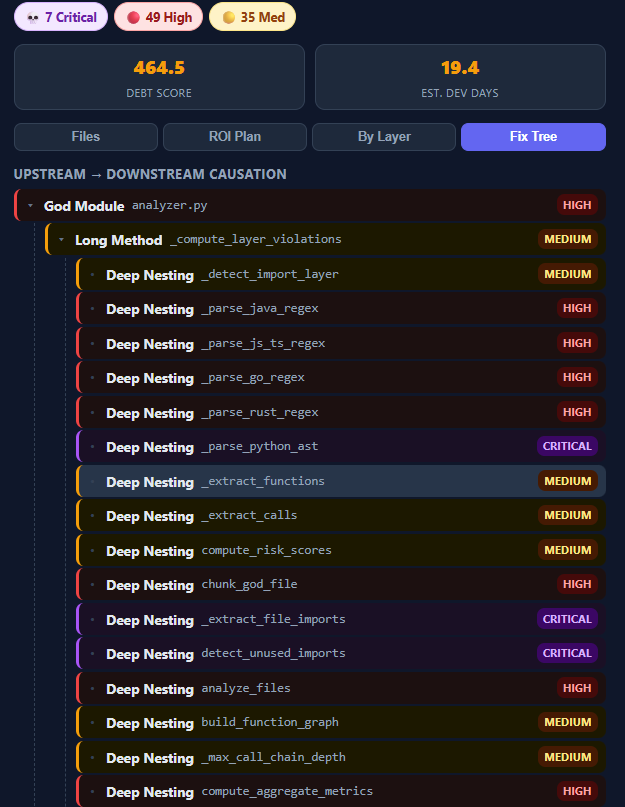 💀 7 Critical 🔴 49 High 🟡 35 Med
464.5 19.4
DEBT SCORE EST. DEV DAYS
Files ROI Plan By Layer Fix Tree
UPSTREAM → DOWNSTREAM CAUSATION
God Module analyzer.py HIGH
Long Method _compute_layer_violations MEDIUM
Deep Nesting _detect_import_layer MEDIUM
Deep Nesting _parse_java_regex HIGH
Deep Nesting _parse_js_ts_regex HIGH
Deep Nesting _parse_go_regex HIGH
Deep Nesting _parse_rust_regex HIGH
Deep Nesting _parse_python_ast CRITICAL
Deep Nesting _extract_functions MEDIUM
Deep Nesting _extract_calls MEDIUM
Deep Nesting compute_risk_scores MEDIUM
Deep Nesting chunk_god_file HIGH
Deep Nesting _extract_file_imports CRITICAL
Deep Nesting detect_unused_imports CRITICAL
Deep Nesting analyze_files HIGH
Deep Nesting build_function_graph MEDIUM
Deep Nesting _max_call_chain_depth MEDIUM
Deep Nesting compute_aggregate_metrics HIGH